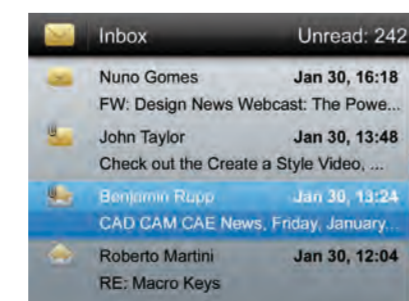 Inbox Unread: 242
Nuno Gomes Jan 30, 16:18
FW: Design News Webcast: The Powe...
John Taylor Jan 30, 13:48
Check out the Create a Style Video, ...
Benjamin Rupp Jan 30, 13:24
CAD CAM CAE News, Friday, January...
Roberto Martini Jan 30, 12:04
RE: Macro Keys